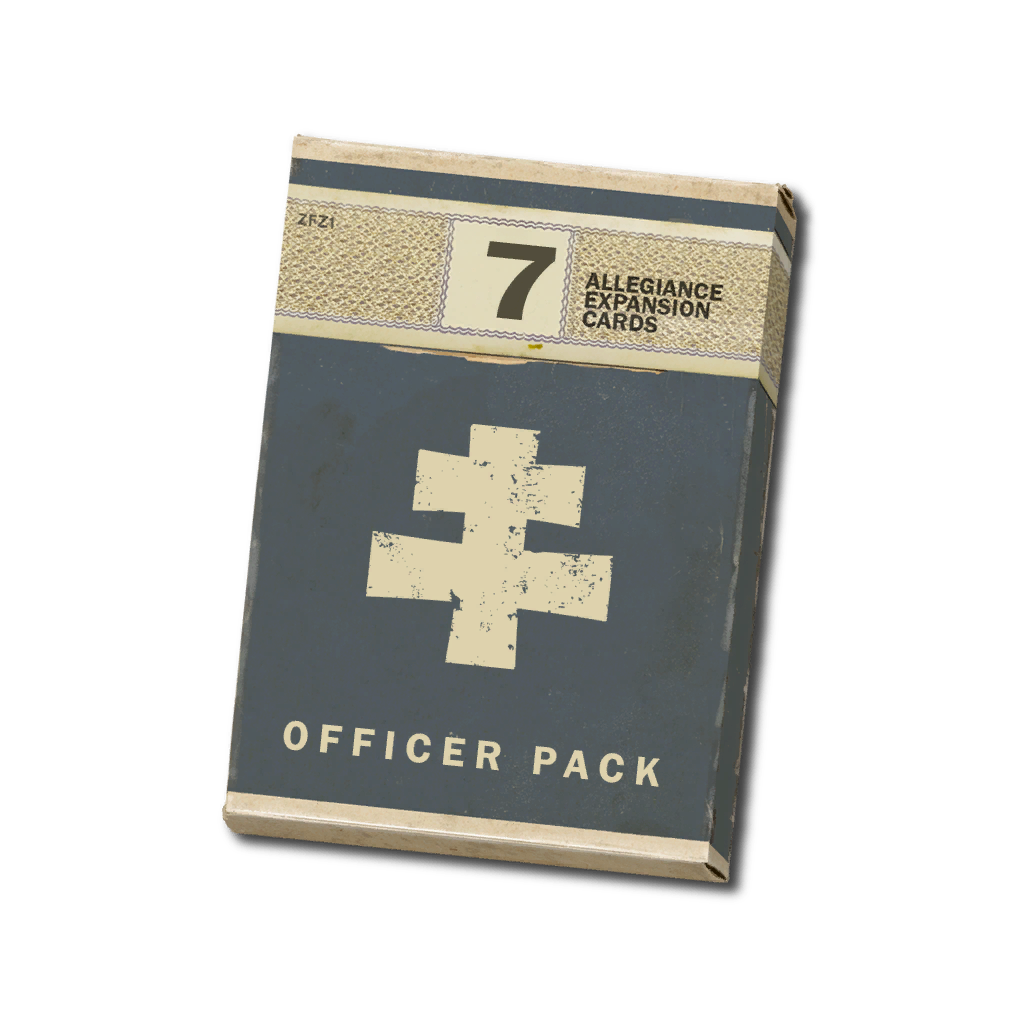 ZFZ1
7
ALLEGIANCE
EXPANSION
CARDS
OFFICER PACK